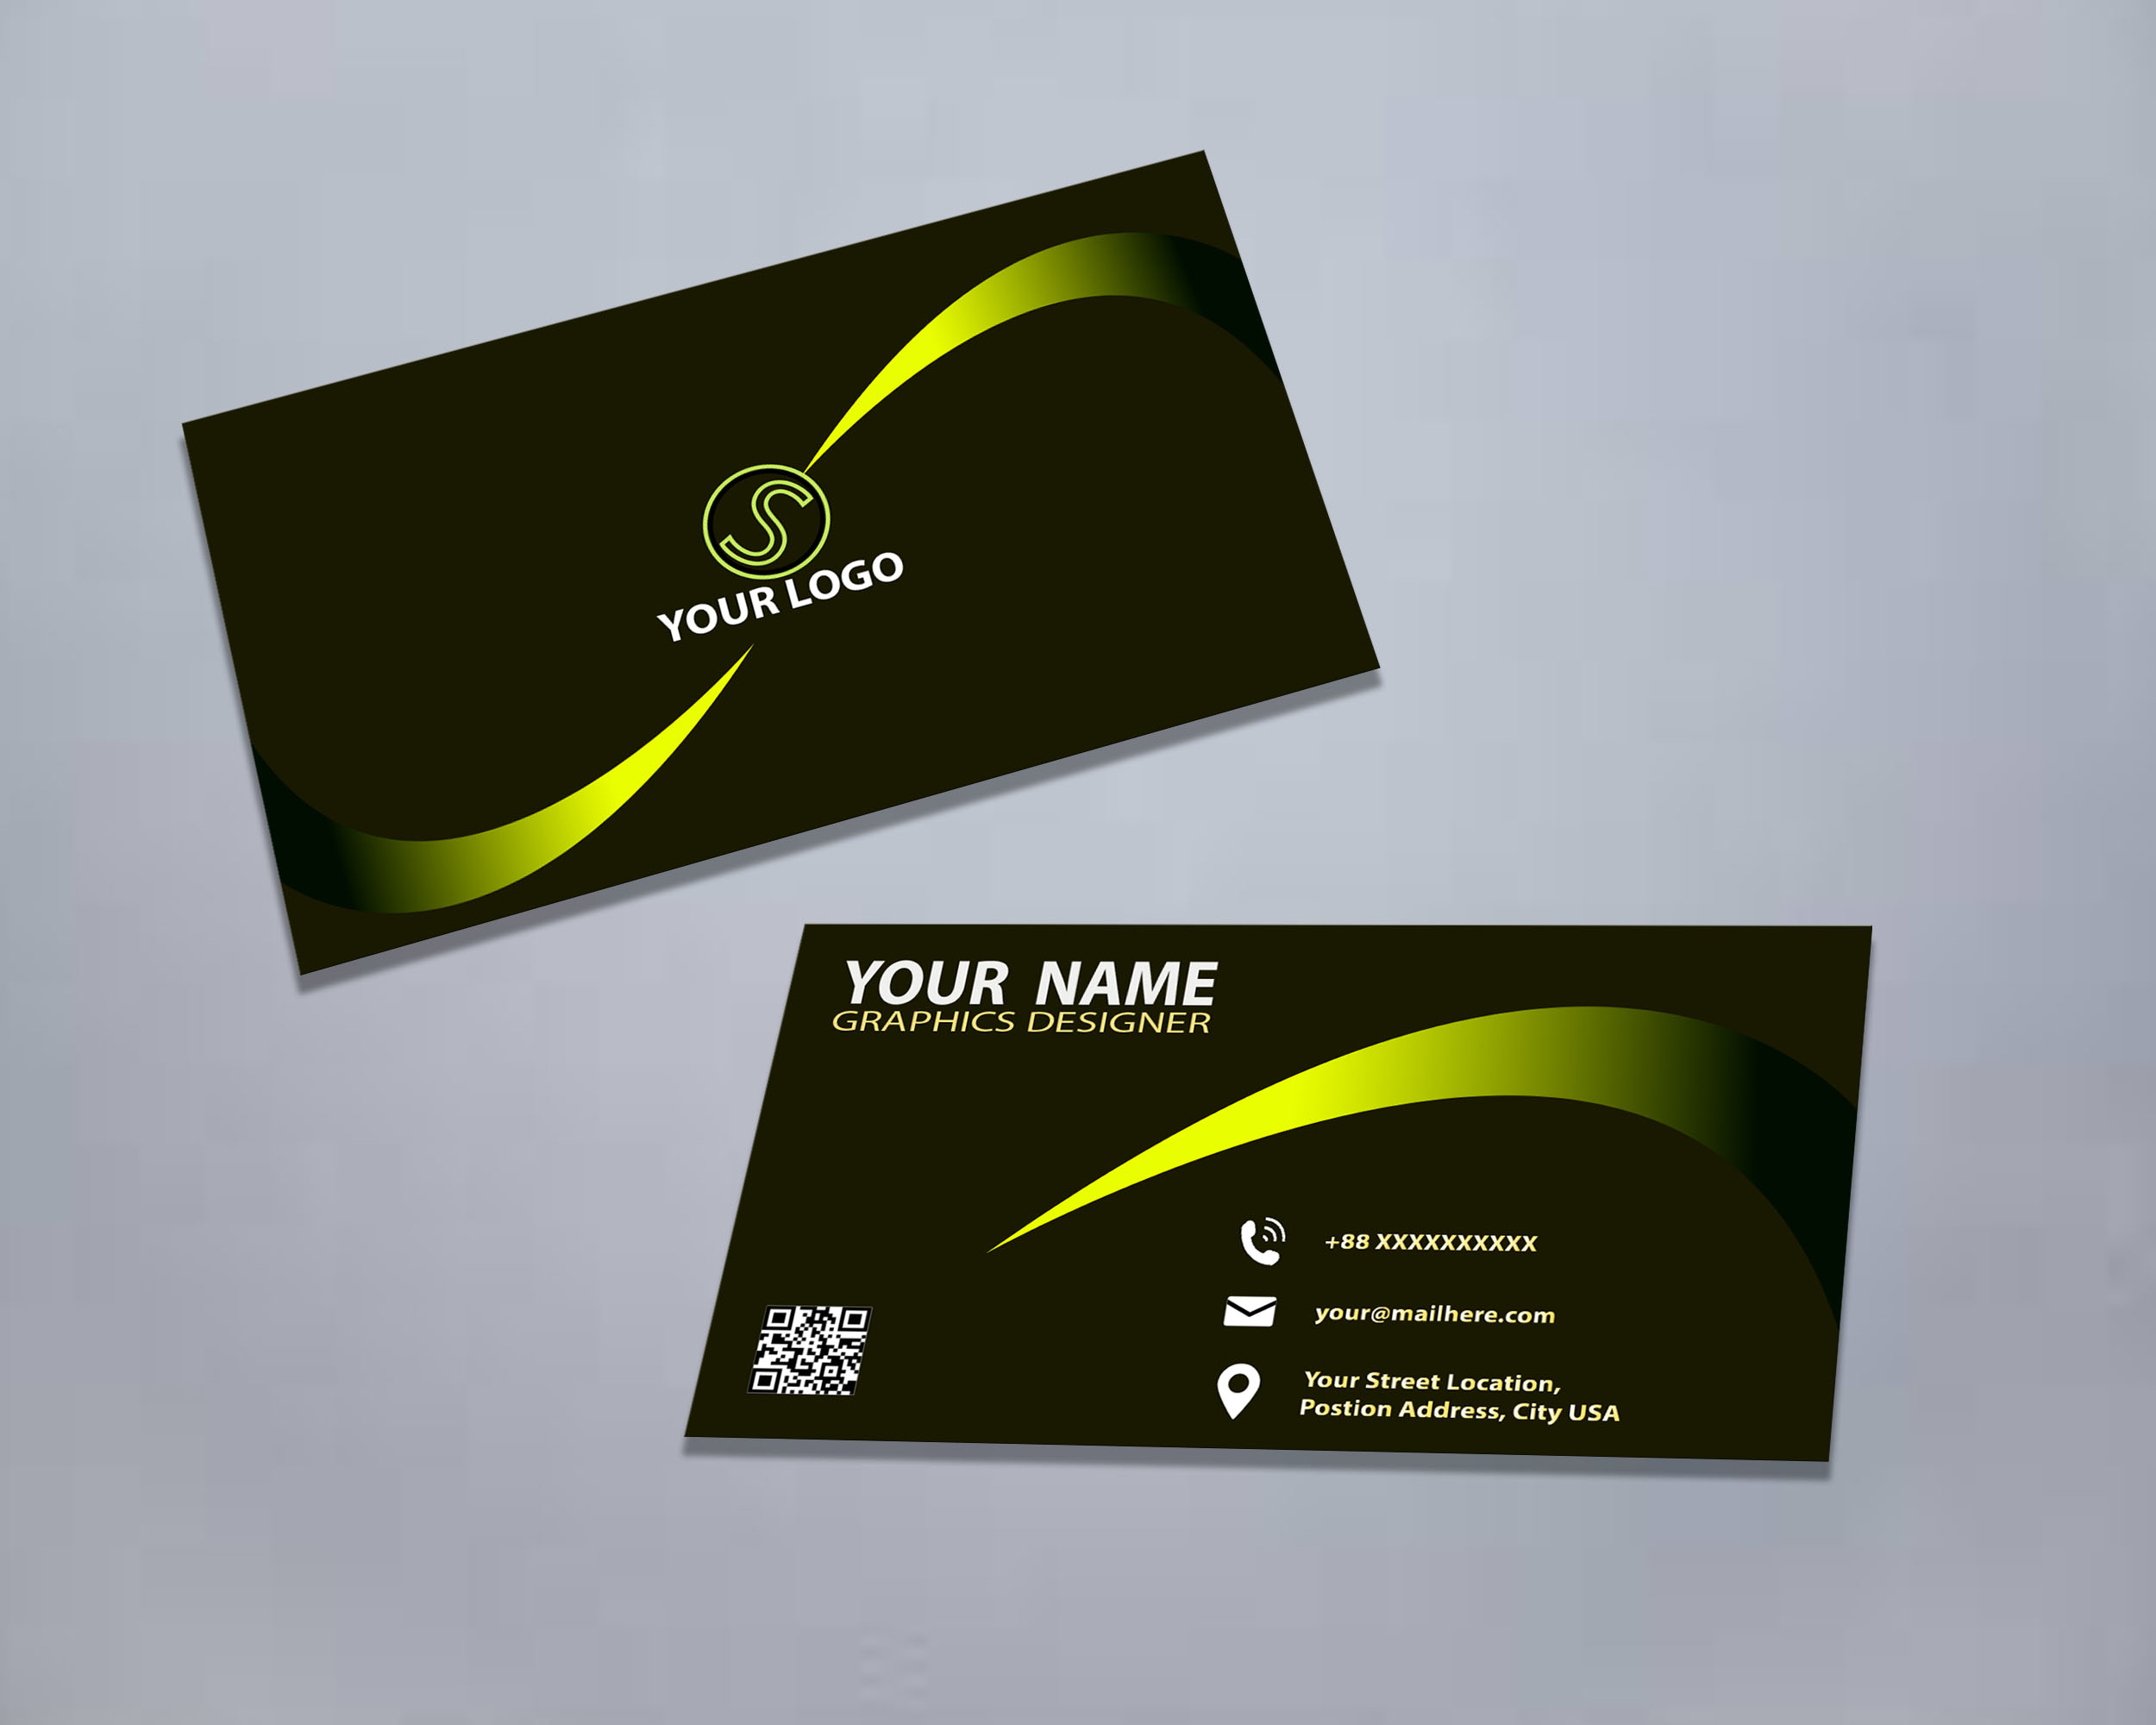 S
YOUR LOGO
YOUR NAME
GRAPHICS DESIGNER
+88 XXXXXXXXXX
your@mailhere.com
Your Street Location,
Postion Address, City USA